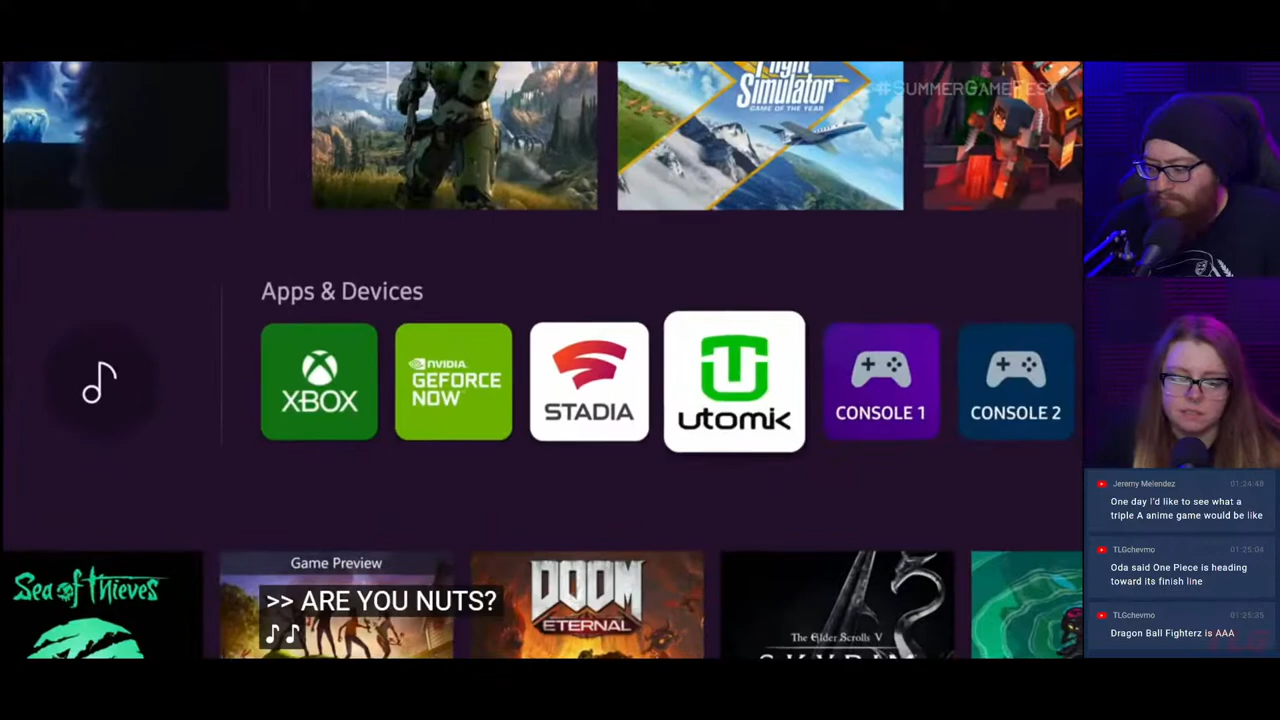 Flight
Simulator
GAME OF THE YEAR
#SUMMERGAMEFEST
Apps & Devices
XBOX
NVIDIA
GEFORCE
NOW
STADIA
utomik
CONSOLE 1
CONSOLE 2
Sea of Thieves
Game Preview
>> ARE YOU NUTS?
♪♪
DOOM
ETERNAL
The Elder Scrolls V
SKYRIM
Jeremy Melendez 01:24:48
One day I'd like to see what a
triple A anime game would be like
TLGchevmo 01:25:04
Oda said One Piece is heading
toward its finish line
TLGchevmo 01:25:35
Dragon Ball Fighterz is AAA
TLG